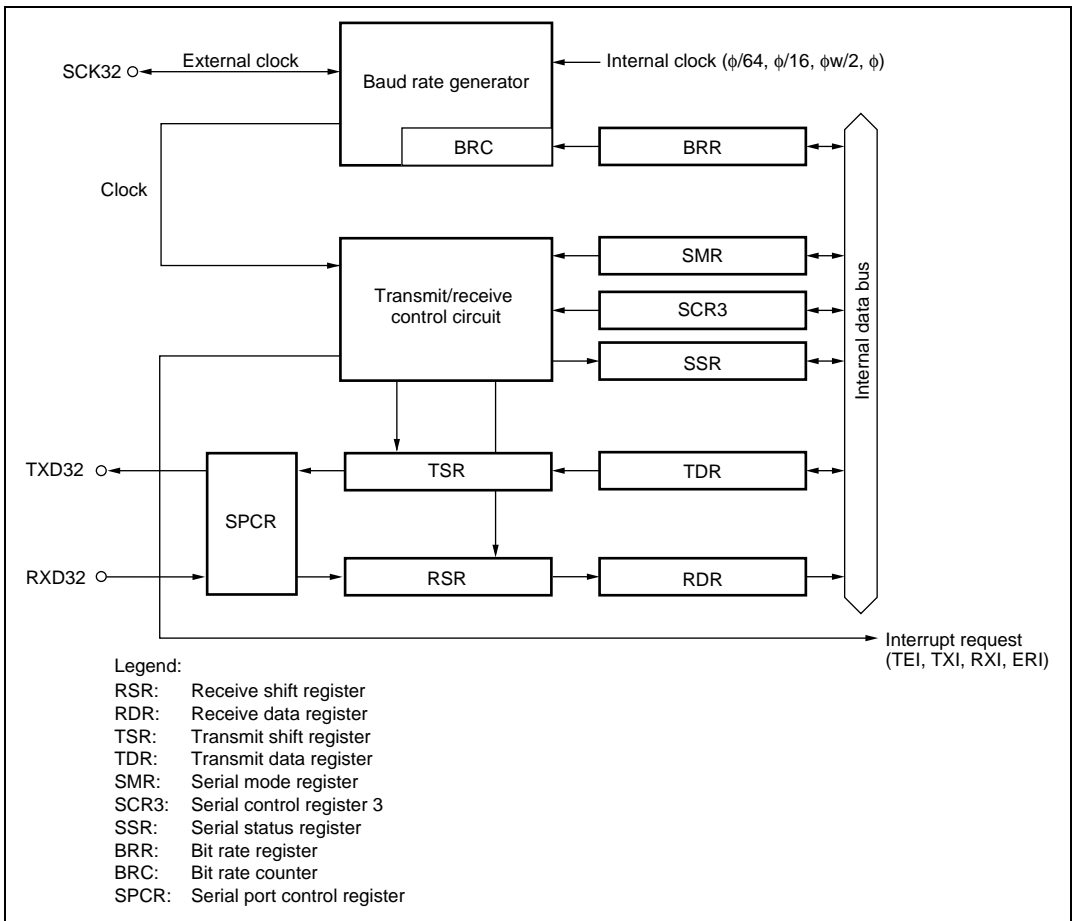 SCK32
External clock
Baud rate generator
Internal clock (φ/64, φ/16, φw/2, φ)
BRC
BRR
Clock
Transmit/receive
control circuit
SMR
SCR3
SSR
Internal data bus
TXD32
SPCR
TSR
TDR
RXD32
RSR
RDR
Interrupt request
(TEI, TXI, RXI, ERI)
Legend:
RSR: Receive shift register
RDR: Receive data register
TSR: Transmit shift register
TDR: Transmit data register
SMR: Serial mode register
SCR3: Serial control register 3
SSR: Serial status register
BRR: Bit rate register
BRC: Bit rate counter
SPCR: Serial port control register